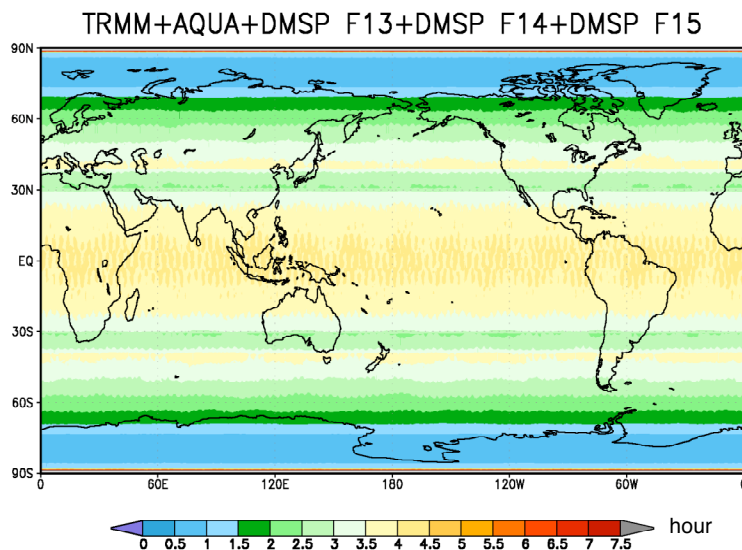 TRMM+AQUA+DMSP F13+DMSP F14+DMSP F15
90N
60N
30N
EQ
30S
60S
90S
0 60E 120E 180 120W 60W 0
0 0.5 1 1.5 2 2.5 3 3.5 4 4.5 5 5.5 6 6.5 7 7.5 hour